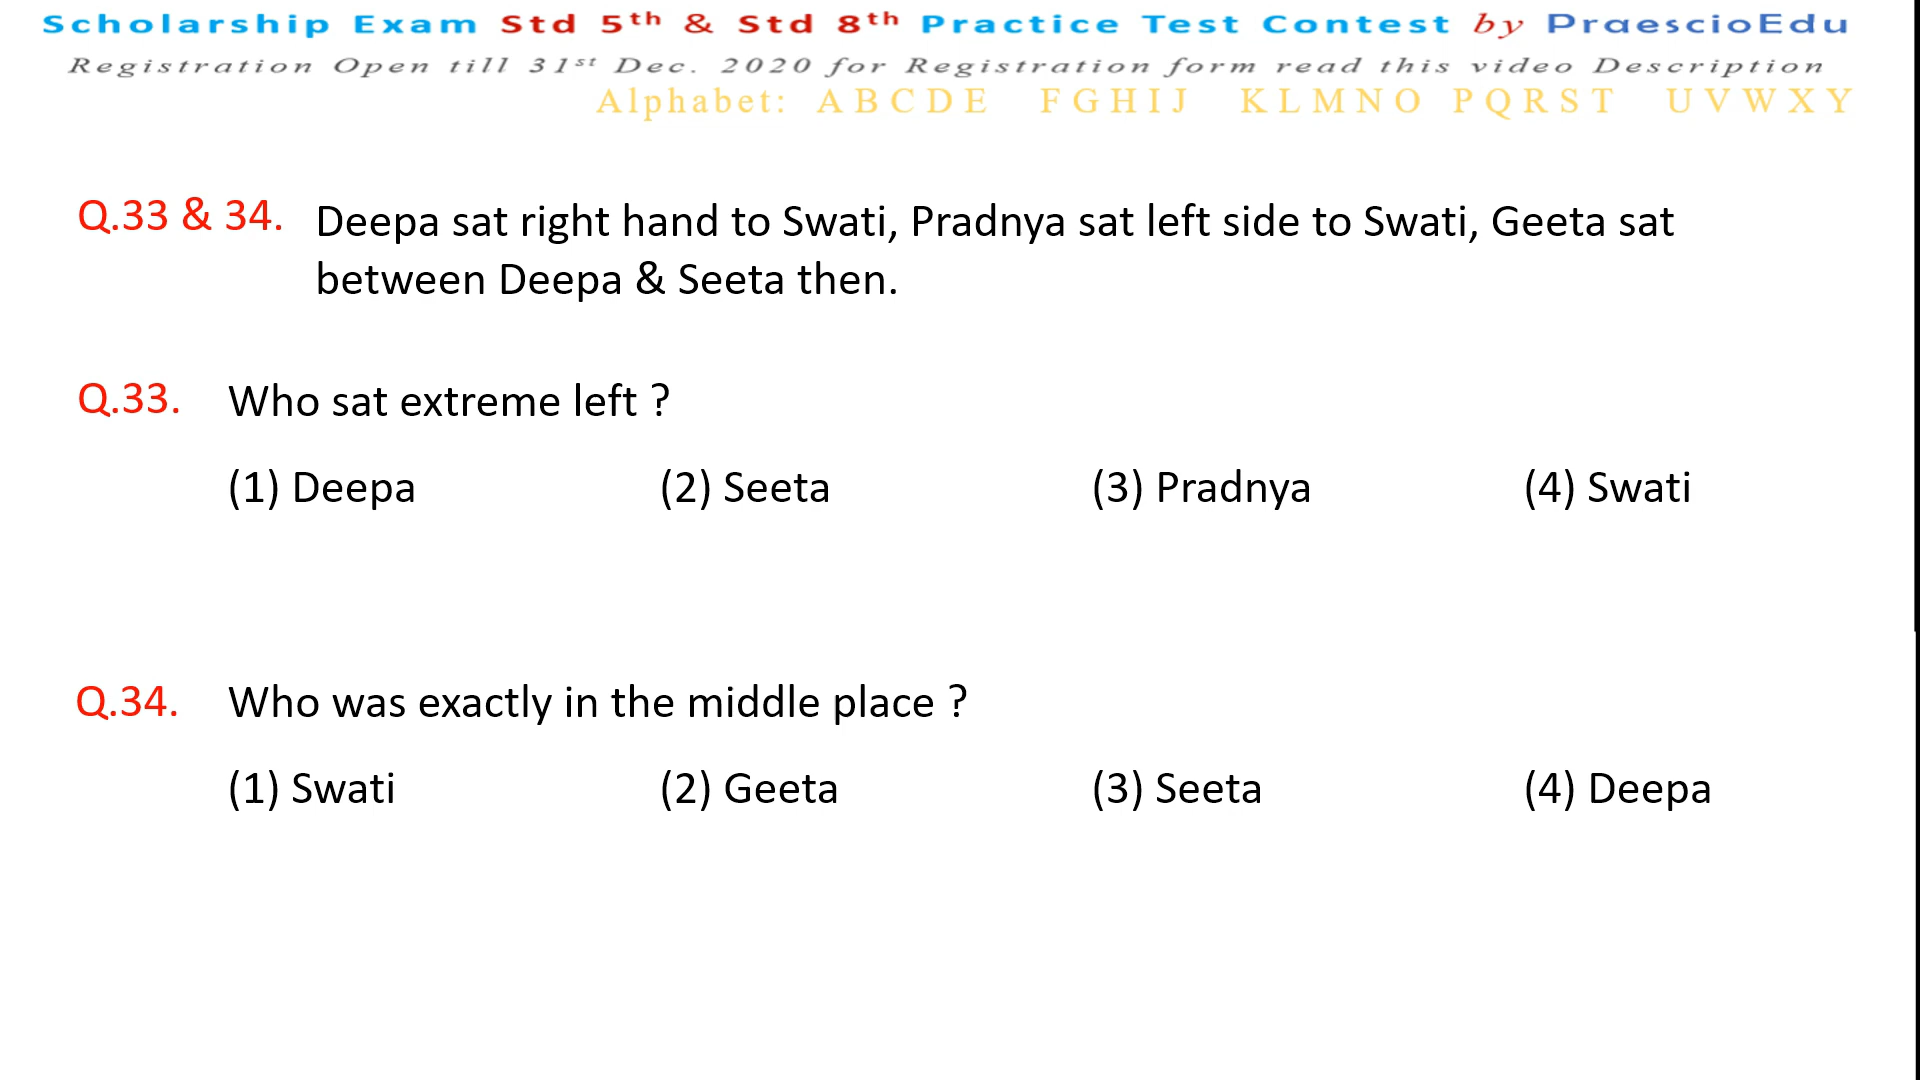 Scholarship Exam Std 5th & Std 8th Practice Test Contest by PraescioEdu
Registration Open till 31st Dec. 2020 for Registration form read this video Description
Alphabet: A B C D E F G H I J K L M N O P Q R S T U V W X Y
Q.33 & 34. Deepa sat right hand to Swati, Pradnya sat left side to Swati, Geeta sat
between Deepa & Seeta then.
Q.33. Who sat extreme left ?
(1) Deepa (2) Seeta (3) Pradnya (4) Swati
Q.34. Who was exactly in the middle place ?
(1) Swati (2) Geeta (3) Seeta (4) Deepa